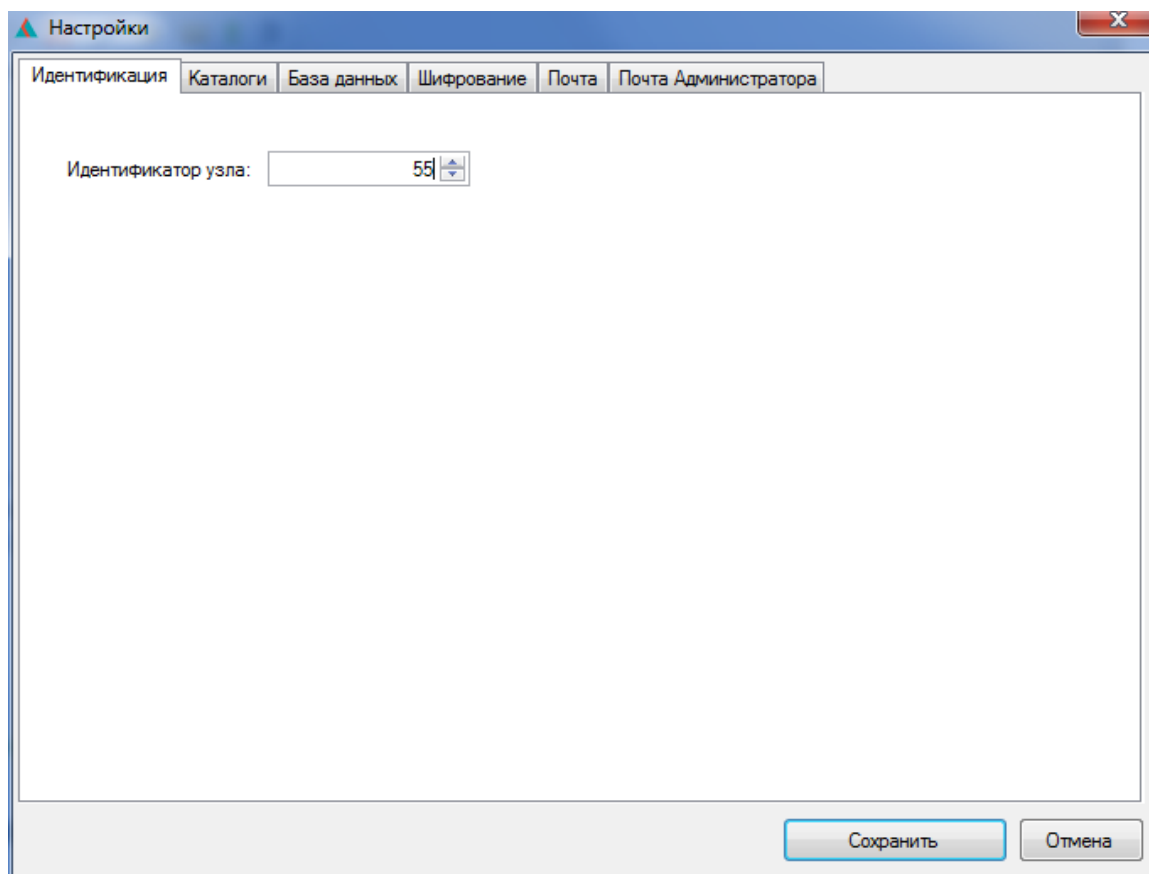 Настройки
Идентификация Каталоги База данных Шифрование Почта Почта Администратора
Идентификатор узла: 55
Сохранить Отмена